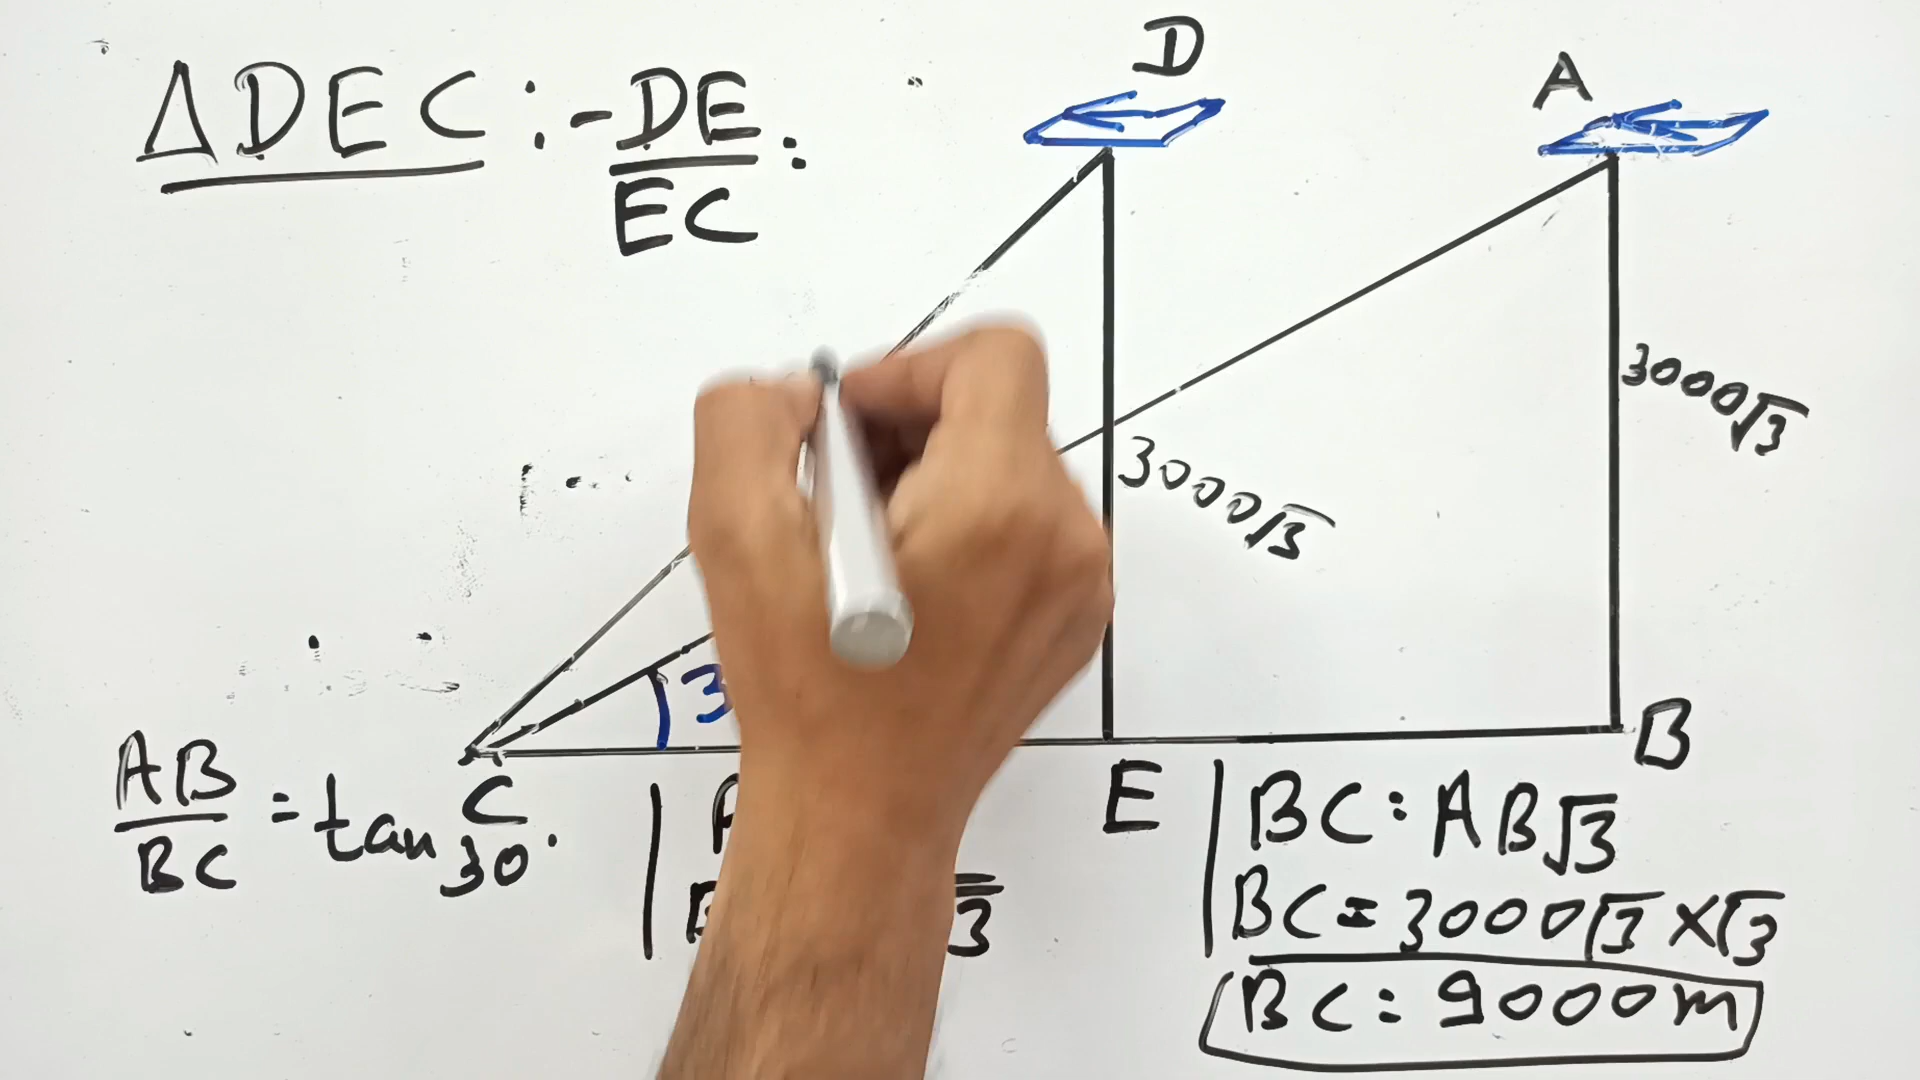 D
A
ΔDEC:- DE
EC
3000√3
3000√3
3
B
C
E
AB
BC
= tan 30°
BC = AB√3
BC = 3000√3 × √3
BC = 9000m